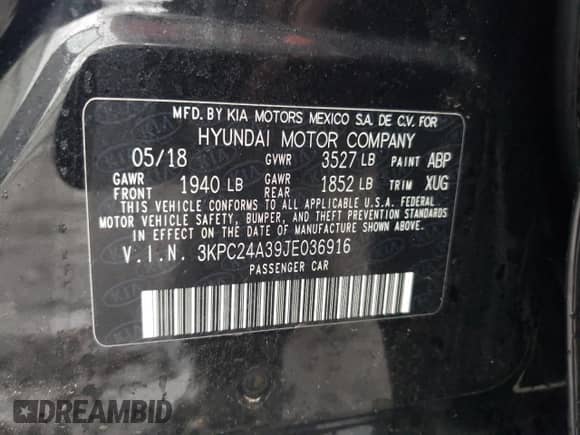 MFD. BY KIA MOTORS MEXICO S.A. DE C.V. FOR
HYUNDAI MOTOR COMPANY
05/18 GVWR 3527 LB PAINT ABP
GAWR FRONT 1940 LB GAWR REAR 1852 LB TRIM XUG
THIS VEHICLE CONFORMS TO ALL APPLICABLE U.S.A. FEDERAL
MOTOR VEHICLE SAFETY, BUMPER, AND THEFT PREVENTION STANDARDS
IN EFFECT ON THE DATE OF MANUFACTURE SHOWN ABOVE.
V.I.N. 3KPC24A39JE036916
PASSENGER CAR
DREAMBID